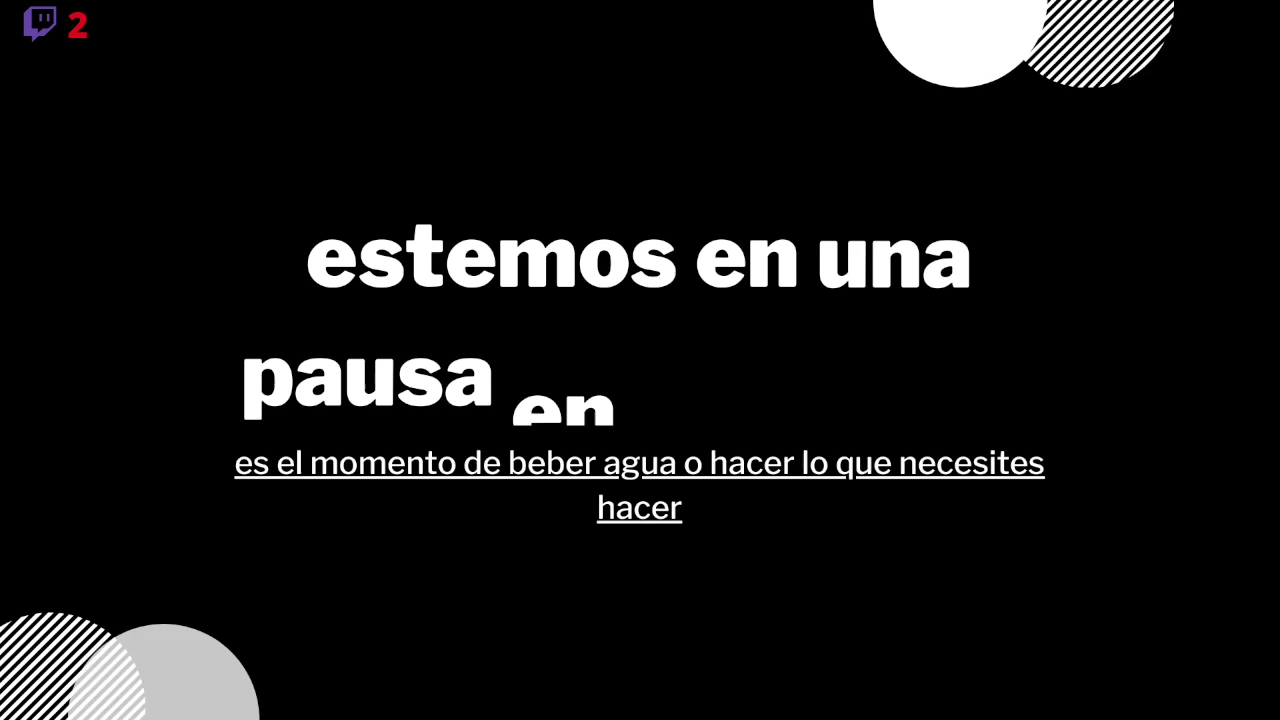 2
estemos en una
pausa en
es el momento de beber agua o hacer lo que necesites
hacer